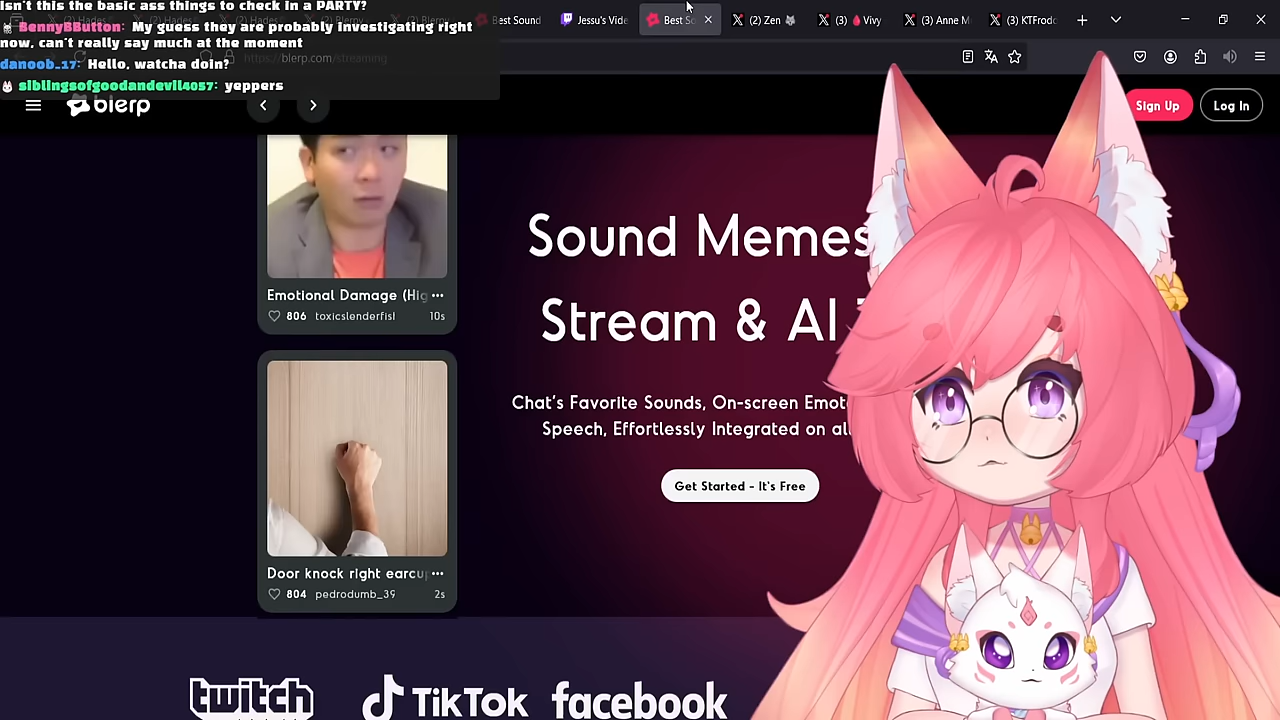 Isn't this the basic ass things to check in a PARTY?
BennyBButton: My guess they are probably investigating right
now, can't really say much at the moment
danoob_17: Hello, watcha doin?
siblingsofgoodandevil4057: yeppers
Best Sound
Jessu's Vide
Best So
(2) Zen
(3) Vivy
(3) Anne M
(3) KTFrod
https://blerp.com/streaming
blerp
Sign Up
Log In
Emotional Damage (Hig
806 toxicslenderfisl
10s
Door knock right earcu
804 pedrodumb_39
2s
Sound Memes
Stream & AI
Chat's Favorite Sounds, On-screen Emot
Speech, Effortlessly Integrated on al
Get Started - It's Free
twitch
TikTok
facebook